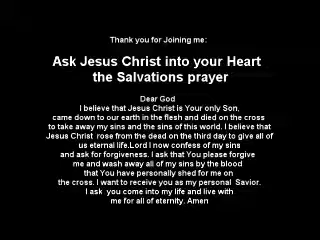 Thank you for Joining me:
Ask Jesus Christ into your Heart
the Salvations prayer
Dear God
I believe that Jesus Christ is Your only Son,
came down to our earth in the flesh and died on the cross
to take away my sins and the sins of this world. I believe that
Jesus Christ rose from the dead on the third day to give all of
us eternal life.Lord I now confess of my sins
and ask for forgiveness. I ask that You please forgive
me and wash away all of my sins by the blood
that You have personally shed for me on
the cross. I want to receive you as my personal Savior.
I ask you come into my life and live with
me for all of eternity. Amen